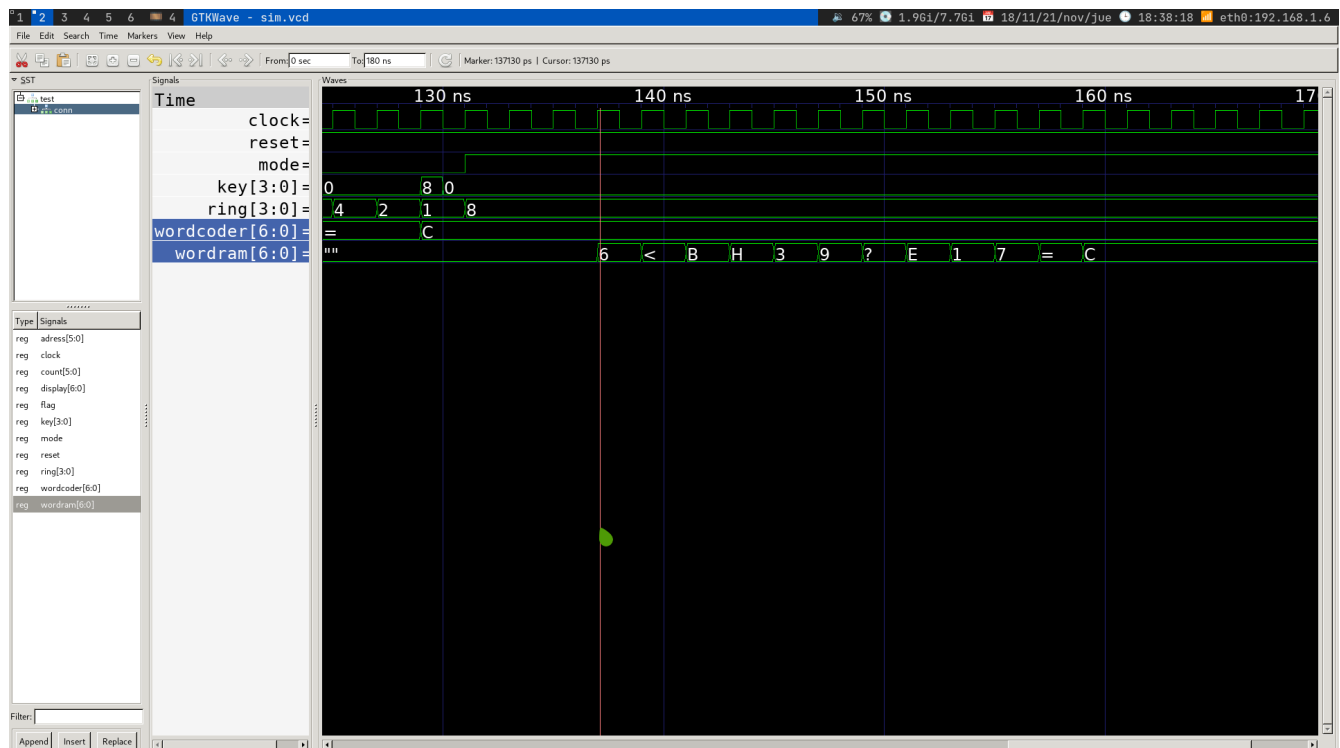 1 2 3 4 5 6 4 GTKWave - sim.vcd 67% 1.9Gi/7.7Gi 18/11/21/nov/jue 18:38:18 eth0:192.168.1.6
File Edit Search Time Markers View Help
From: 0 sec To: 180 ns Marker: 137130 ps | Cursor: 137130 ps
SST
test
conn
Type Signals
reg adress[5:0]
reg clock
reg count[5:0]
reg display[6:0]
reg flag
reg key[3:0]
reg mode
reg reset
reg ring[3:0]
reg wordcoder[6:0]
reg wordram[6:0]
Filter:
Append Insert Replace
Signals
Time
clock=
reset=
mode=
key[3:0]=
ring[3:0]=
wordcoder[6:0]=
wordram[6:0]=
Waves
130 ns 140 ns 150 ns 160 ns 17
0 8 0
4 2 1 8
= C
"" 6 < B H 3 9 ? E 1 7 = C